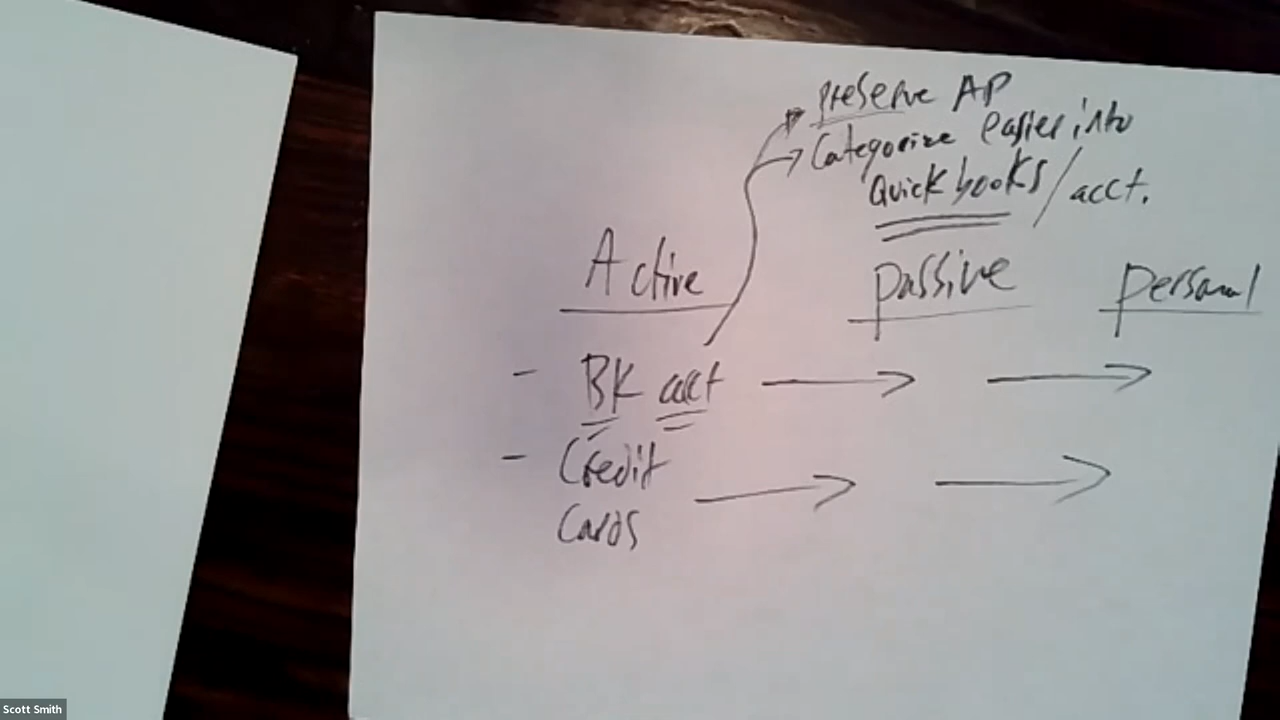 Preserve AP
Categorize easier into
Quickbooks/acct.
Active
passive
personal
- BK acct
- Credit
Cards
Scott Smith